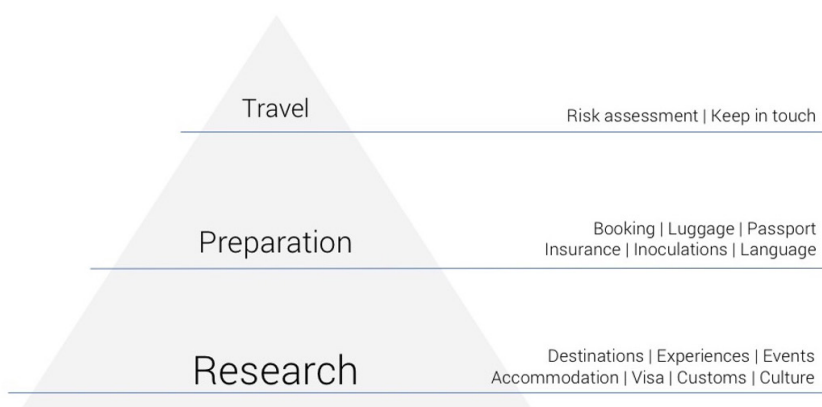 Travel
Risk assessment | Keep in touch
Preparation
Booking | Luggage | Passport
Insurance | Inoculations | Language
Research
Destinations | Experiences | Events
Accommodation | Visa | Customs | Culture